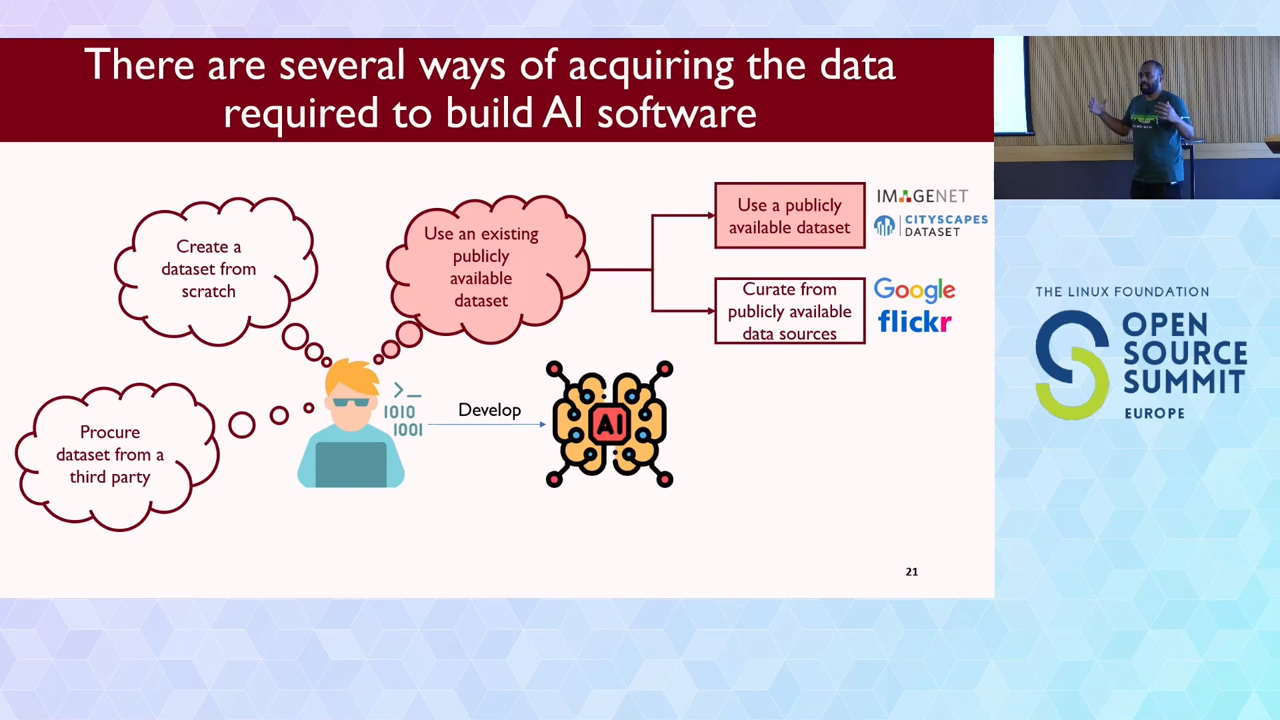 There are several ways of acquiring the data
required to build AI software
Create a
dataset from
scratch
Use an existing
publicly
available
dataset
Use a publicly
available dataset
IMAGENET
CITYSCAPES
DATASET
Curate from
publicly available
data sources
Google
flickr
Procure
dataset from a
third party
>_
1010
1001
Develop
AI
21
THE LINUX FOUNDATION
OPEN
SOURCE
SUMMIT
EUROPE